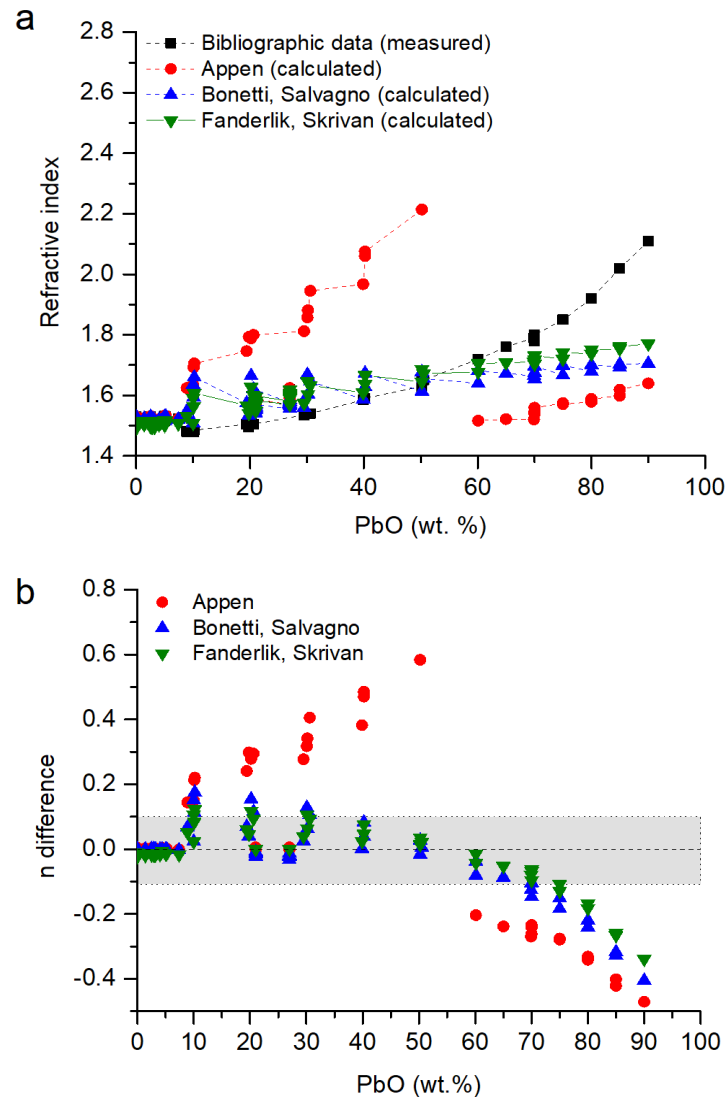 a
2.8
2.6
2.4
2.2
2.0
1.8
1.6
1.4
Refractive index
Bibliographic data (measured)
Appen (calculated)
Bonetti, Salvagno (calculated)
Fanderlik, Skrivan (calculated)
0 20 40 60 80 100
PbO (wt. %)
b
0.8
0.6
0.4
0.2
0.0
-0.2
-0.4
n difference
Appen
Bonetti, Salvagno
Fanderlik, Skrivan
0 10 20 30 40 50 60 70 80 90 100
PbO (wt.%)